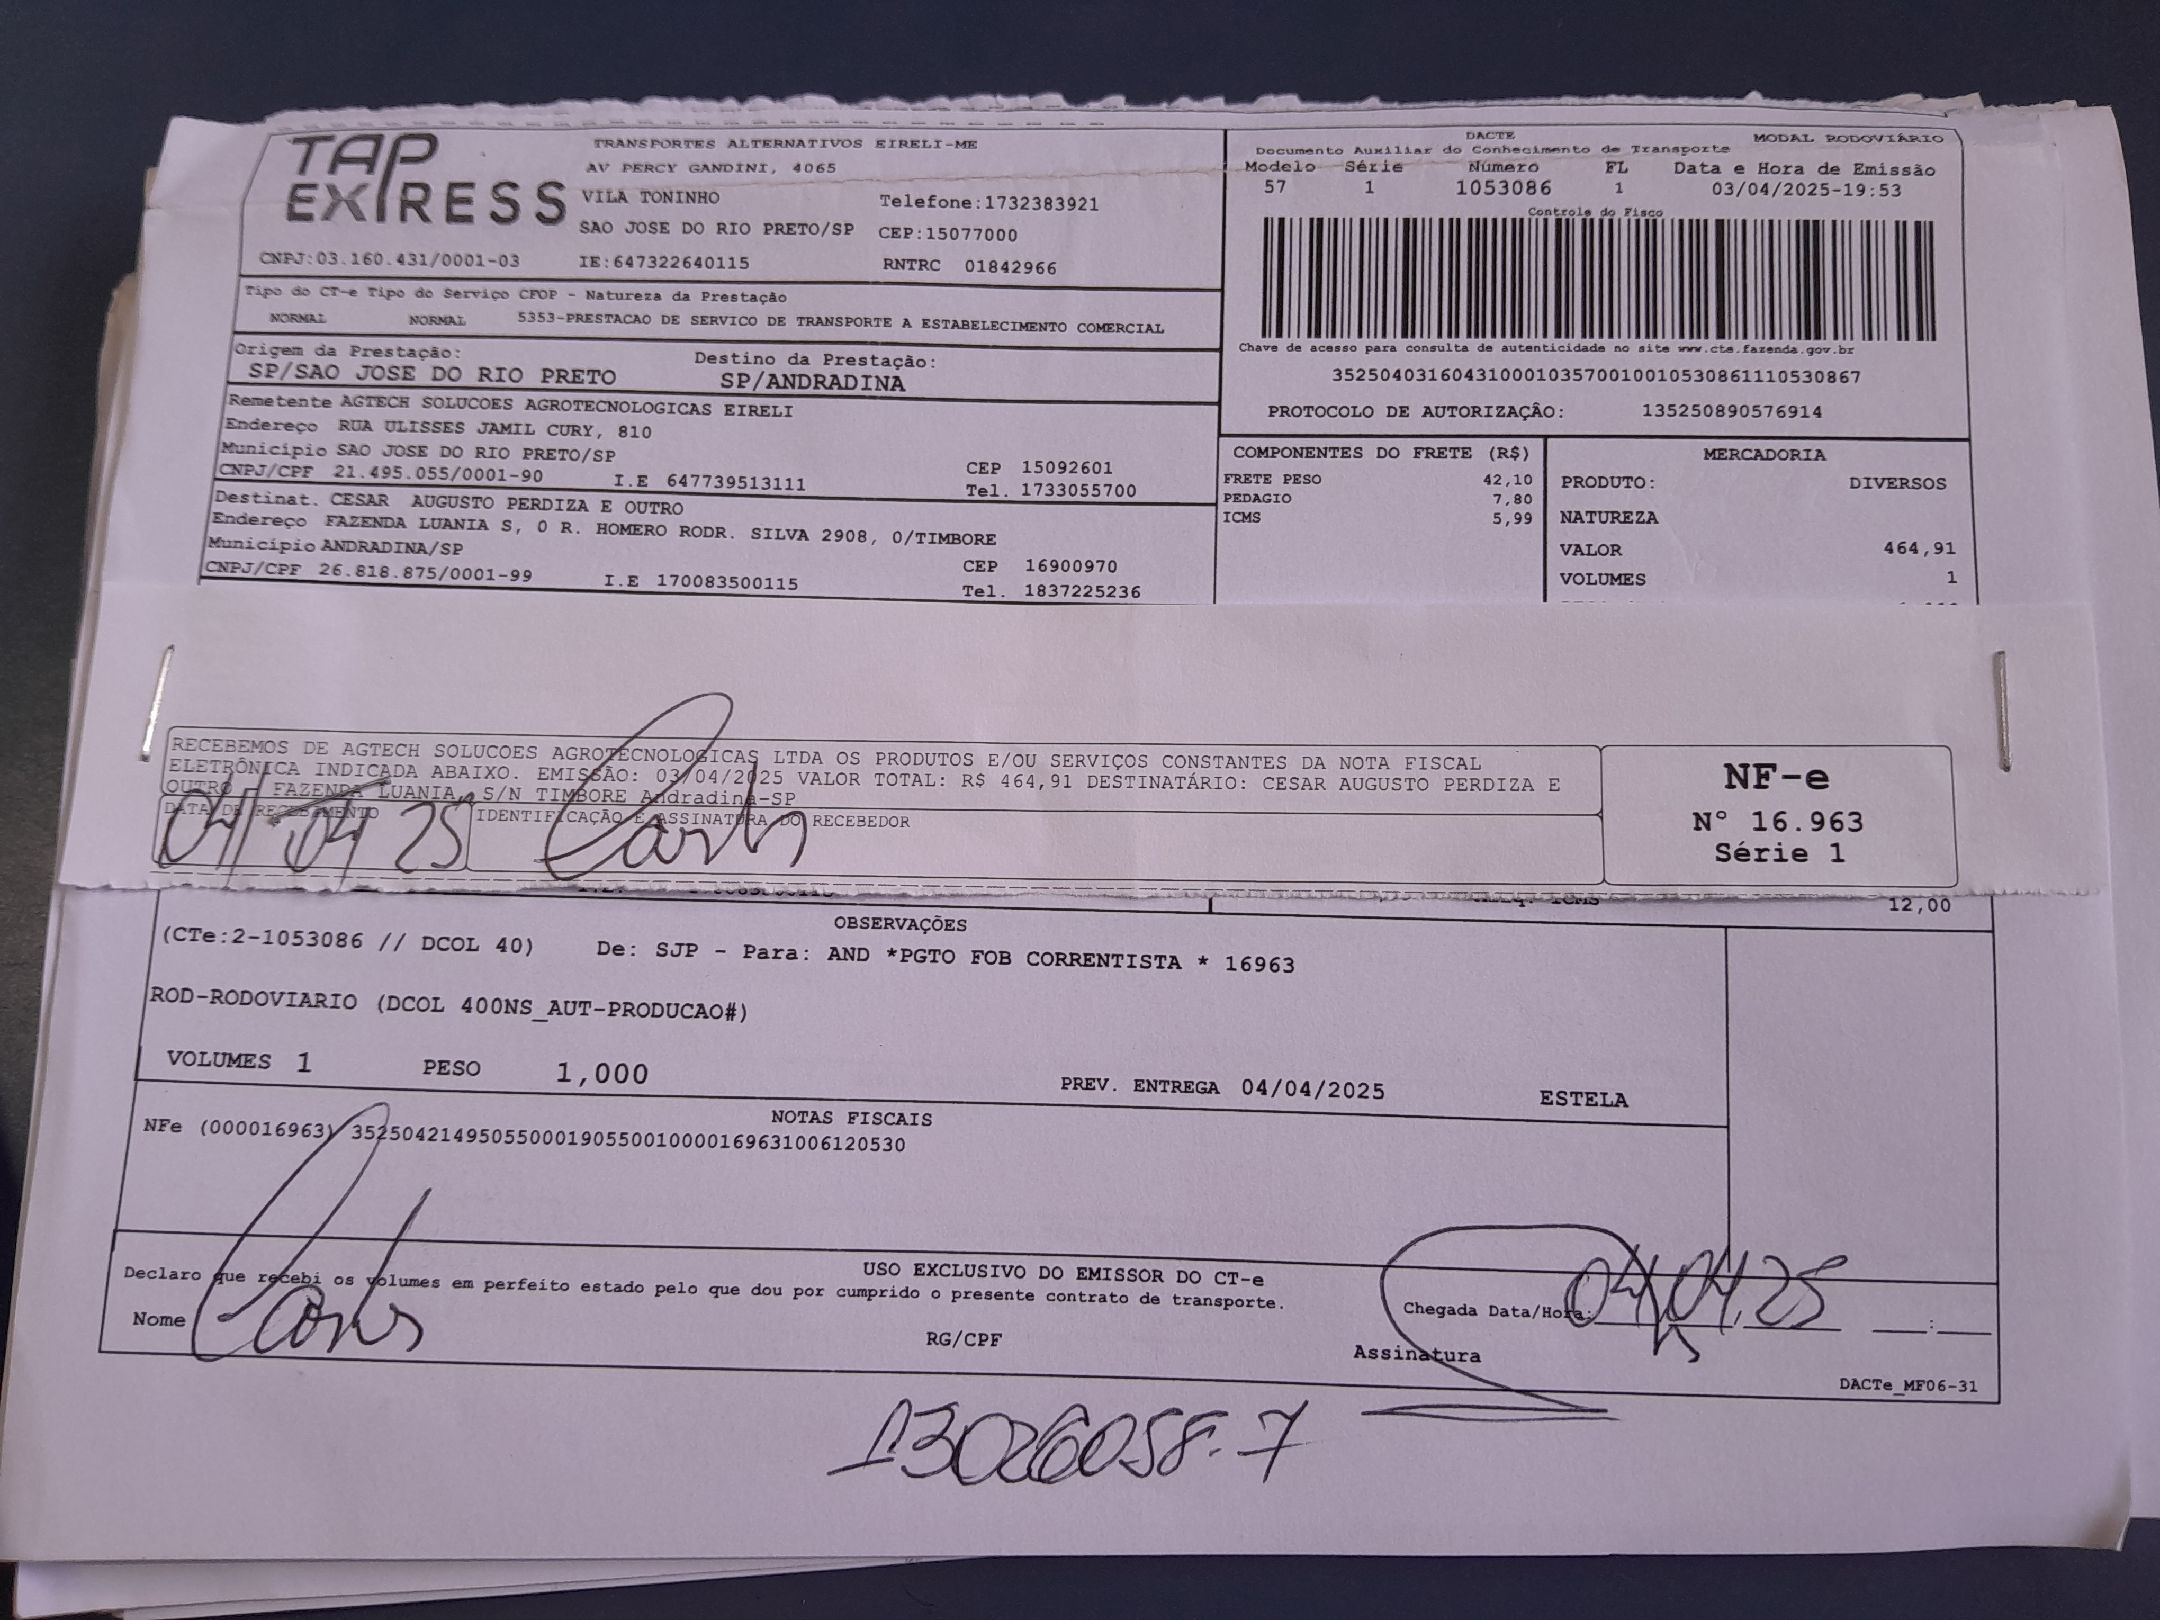 TAP EXPRESS
TRANSPORTES ALTERNATIVOS EIRELI-ME
AV PERCY GANDINI, 4065
VILA TONINHO Telefone:1732383921
SAO JOSE DO RIO PRETO/SP CEP:15077000
CNPJ:03.160.431/0001-03 IE:647322640115 RNTRC 01842966
Tipo do CT-e Tipo do Serviço CFOP - Natureza da Prestação
NORMAL NORMAL 5353-PRESTACAO DE SERVICO DE TRANSPORTE A ESTABELECIMENTO COMERCIAL
Origem da Prestação: Destino da Prestação:
SP/SAO JOSE DO RIO PRETO SP/ANDRADINA
Remetente AGTECH SOLUCOES AGROTECNOLOGICAS EIRELI
Endereço RUA ULISSES JAMIL CURY, 810
Município SAO JOSE DO RIO PRETO/SP CEP 15092601
CNPJ/CPF 21.495.055/0001-90 I.E 647739513111 Tel. 1733055700
Destinat. CESAR AUGUSTO PERDIZA E OUTRO
Endereço FAZENDA LUANIA S, 0 R. HOMERO RODR. SILVA 2908, 0/TIMBORE
Município ANDRADINA/SP CEP 16900970
CNPJ/CPF 26.818.875/0001-99 I.E 170083500115 Tel. 1837225236
DACTE MODAL RODOVIÁRIO
Documento Auxiliar do Conhecimento de Transporte
Modelo Série Número FL Data e Hora de Emissão
57 1 1053086 1 03/04/2025-19:53
Controle do Fisco
Chave de acesso para consulta de autenticidade no site www.cte.fazenda.gov.br
35250403160431000103570010010530861110530867
PROTOCOLO DE AUTORIZAÇÃO: 135250890576914
COMPONENTES DO FRETE (R$) MERCADORIA
FRETE PESO 42,10 PRODUTO: DIVERSOS
PEDAGIO 7,80
ICMS 5,99 NATUREZA
VALOR 464,91
VOLUMES 1
RECEBEMOS DE AGTECH SOLUCOES AGROTECNOLOGICAS LTDA OS PRODUTOS E/OU SERVIÇOS CONSTANTES DA NOTA FISCAL
ELETRÔNICA INDICADA ABAIXO. EMISSÃO: 03/04/2025 VALOR TOTAL: R$ 464,91 DESTINATÁRIO: CESAR AUGUSTO PERDIZA E
OUTRO FAZENDA LUANIA, S/N TIMBORE Andradina-SP
DATA DE RECEBIMENTO IDENTIFICAÇÃO E ASSINATURA DO RECEBEDOR
04/04/25 Carlos
NF-e
Nº 16.963
Série 1
12,00
OBSERVAÇÕES
(CTe:2-1053086 // DCOL 40) De: SJP - Para: AND *PGTO FOB CORRENTISTA * 16963
ROD-RODOVIARIO (DCOL 400NS_AUT-PRODUCAO#)
VOLUMES 1 PESO 1,000 PREV. ENTREGA 04/04/2025 ESTELA
NOTAS FISCAIS
NFe (000016963) 35250421495055000190550010000169631006120530
USO EXCLUSIVO DO EMISSOR DO CT-e
Declaro que recebi os volumes em perfeito estado pelo que dou por cumprido o presente contrato de transporte.
Chegada Data/Hora: 04/04/25 __:__
Nome Carlos RG/CPF Assinatura
DACTe_MF06-31
13026058-7